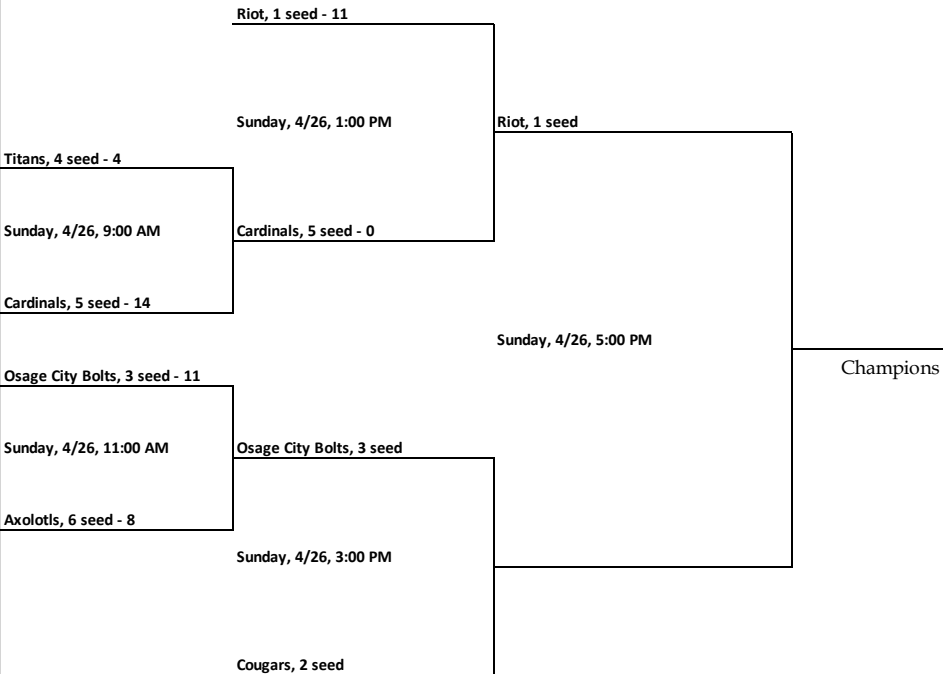 Riot, 1 seed - 11
Sunday, 4/26, 1:00 PM
Riot, 1 seed
Titans, 4 seed - 4
Sunday, 4/26, 9:00 AM
Cardinals, 5 seed - 0
Cardinals, 5 seed - 14
Sunday, 4/26, 5:00 PM
Champions
Osage City Bolts, 3 seed - 11
Sunday, 4/26, 11:00 AM
Osage City Bolts, 3 seed
Axolotls, 6 seed - 8
Sunday, 4/26, 3:00 PM
Cougars, 2 seed